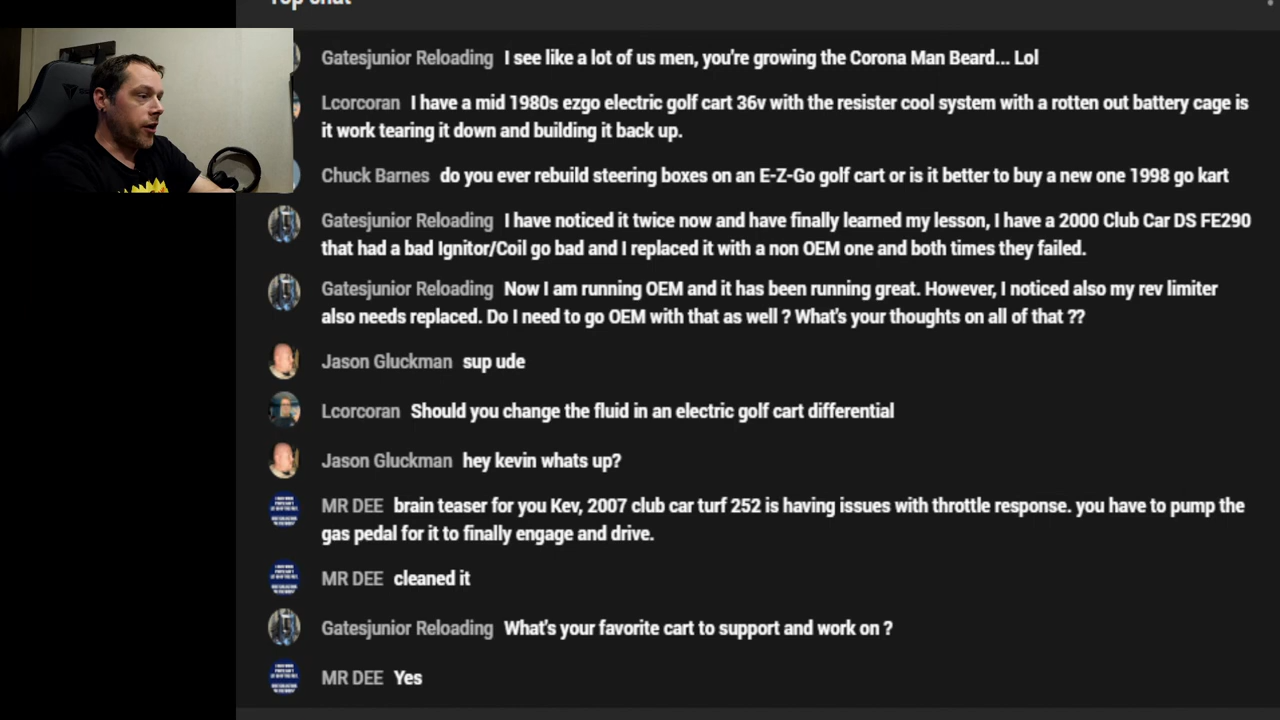 Top chat
Gatesjunior Reloading I see like a lot of us men, you're growing the Corona Man Beard... Lol
Lcorcoran I have a mid 1980s ezgo electric golf cart 36v with the resister cool system with a rotten out battery cage is
it work tearing it down and building it back up.
Chuck Barnes do you ever rebuild steering boxes on an E-Z-Go golf cart or is it better to buy a new one 1998 go kart
Gatesjunior Reloading I have noticed it twice now and have finally learned my lesson, I have a 2000 Club Car DS FE290
that had a bad Ignitor/Coil go bad and I replaced it with a non OEM one and both times they failed.
Gatesjunior Reloading Now I am running OEM and it has been running great. However, I noticed also my rev limiter
also needs replaced. Do I need to go OEM with that as well ? What's your thoughts on all of that ??
Jason Gluckman sup ude
Lcorcoran Should you change the fluid in an electric golf cart differential
Jason Gluckman hey kevin whats up?
MR DEE brain teaser for you Kev, 2007 club car turf 252 is having issues with throttle response. you have to pump the
gas pedal for it to finally engage and drive.
MR DEE cleaned it
Gatesjunior Reloading What's your favorite cart to support and work on ?
MR DEE Yes